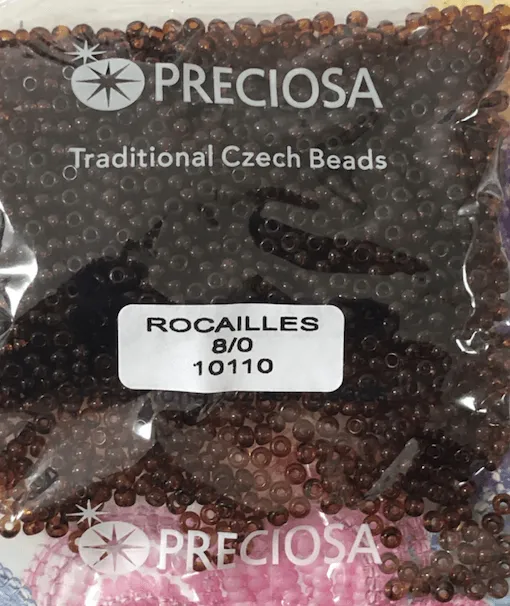 PRECIOSA
Traditional Czech Beads
ROCAILLES
8/0
10110
PRECIOSA